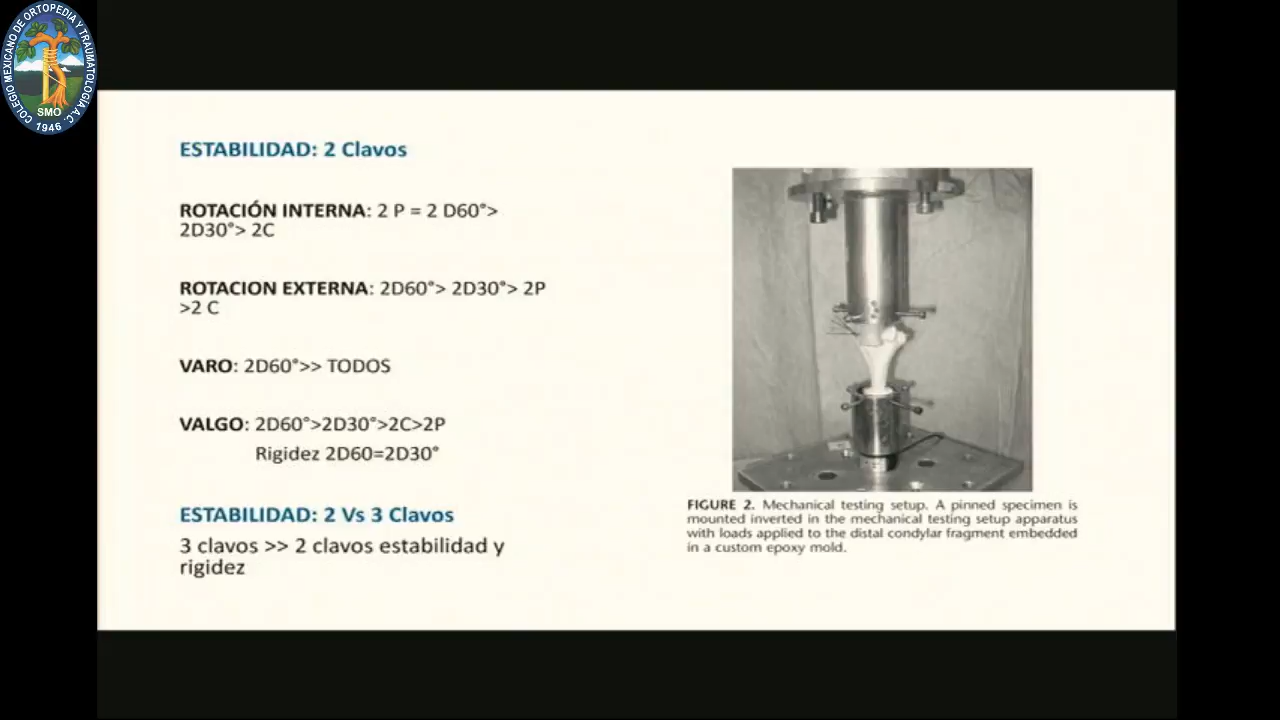 COLEGIO MEXICANO DE ORTOPEDIA Y TRAUMATOLOGIA A.C.
SMO
1946
ESTABILIDAD: 2 Clavos
ROTACIÓN INTERNA: 2 P = 2 D60°>
2D30°> 2C
ROTACION EXTERNA: 2D60°> 2D30°> 2P
>2 C
VARO: 2D60°>> TODOS
VALGO: 2D60°>2D30°>2C>2P
Rigidez 2D60=2D30°
ESTABILIDAD: 2 Vs 3 Clavos
3 clavos >> 2 clavos estabilidad y
rigidez
FIGURE 2. Mechanical testing setup. A pinned specimen is
mounted inverted in the mechanical testing setup apparatus
with loads applied to the distal condylar fragment embedded
in a custom epoxy mold.